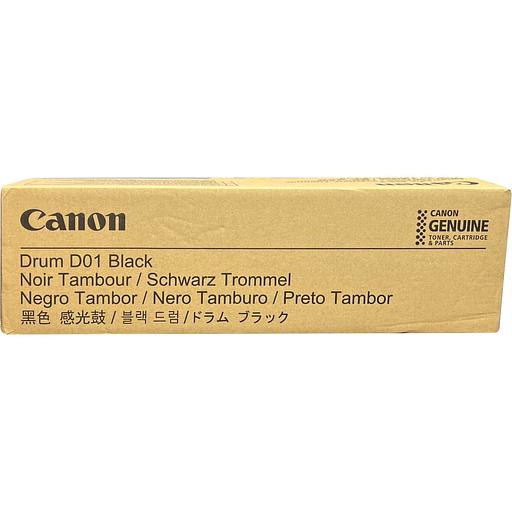 Canon
CANON
GENUINE
TONER, CARTRIDGE
& PARTS
Drum D01 Black
Noir Tambour / Schwarz Trommel
Negro Tambor / Nero Tamburo / Preto Tambor
黑色 感光鼓 / 블랙 드럼 /ドラム ブラック